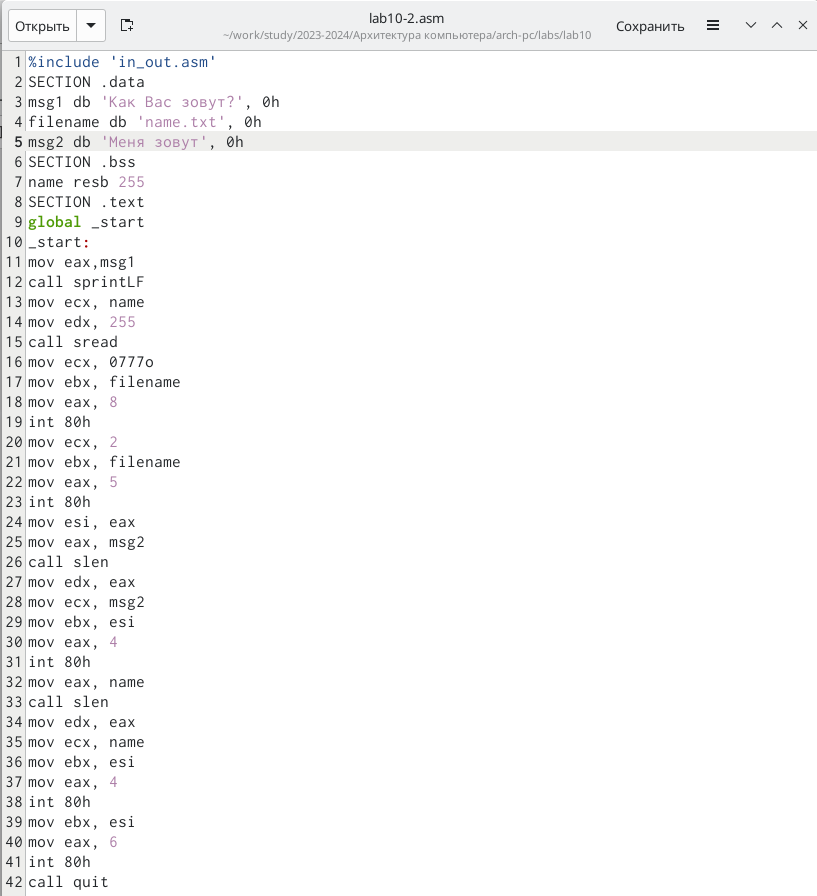 Открыть
lab10-2.asm
~/work/study/2023-2024/Архитектура компьютера/arch-pc/labs/lab10
Сохранить
1 %include 'in_out.asm'
2 SECTION .data
3 msg1 db 'Как Вас зовут?', 0h
4 filename db 'name.txt', 0h
5 msg2 db 'Меня зовут', 0h
6 SECTION .bss
7 name resb 255
8 SECTION .text
9 global _start
10 _start:
11 mov eax,msg1
12 call sprintLF
13 mov ecx, name
14 mov edx, 255
15 call sread
16 mov ecx, 0777o
17 mov ebx, filename
18 mov eax, 8
19 int 80h
20 mov ecx, 2
21 mov ebx, filename
22 mov eax, 5
23 int 80h
24 mov esi, eax
25 mov eax, msg2
26 call slen
27 mov edx, eax
28 mov ecx, msg2
29 mov ebx, esi
30 mov eax, 4
31 int 80h
32 mov eax, name
33 call slen
34 mov edx, eax
35 mov ecx, name
36 mov ebx, esi
37 mov eax, 4
38 int 80h
39 mov ebx, esi
40 mov eax, 6
41 int 80h
42 call quit